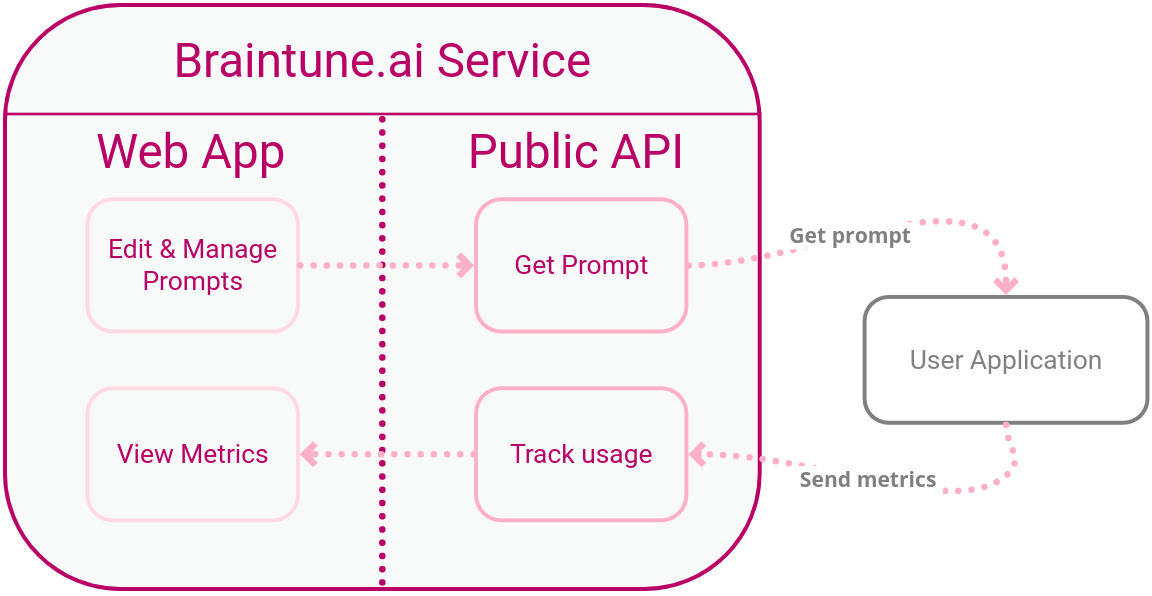 Braintune.ai Service
Web App
Public API
Edit & Manage
Prompts
Get Prompt
Get prompt
User Application
View Metrics
Track usage
Send metrics